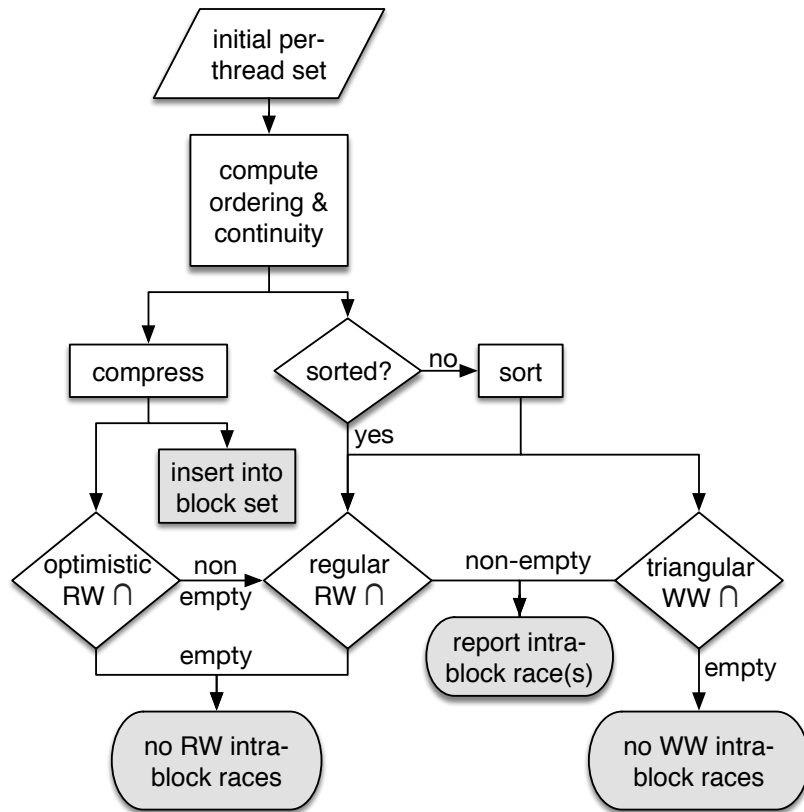 initial per-
thread set
compute
ordering &
continuity
compress
sorted?
no
sort
yes
insert into
block set
optimistic
RW ∩
non
empty
regular
RW ∩
non-empty
triangular
WW ∩
empty
report intra-
block race(s)
empty
no RW intra-
block races
no WW intra-
block races